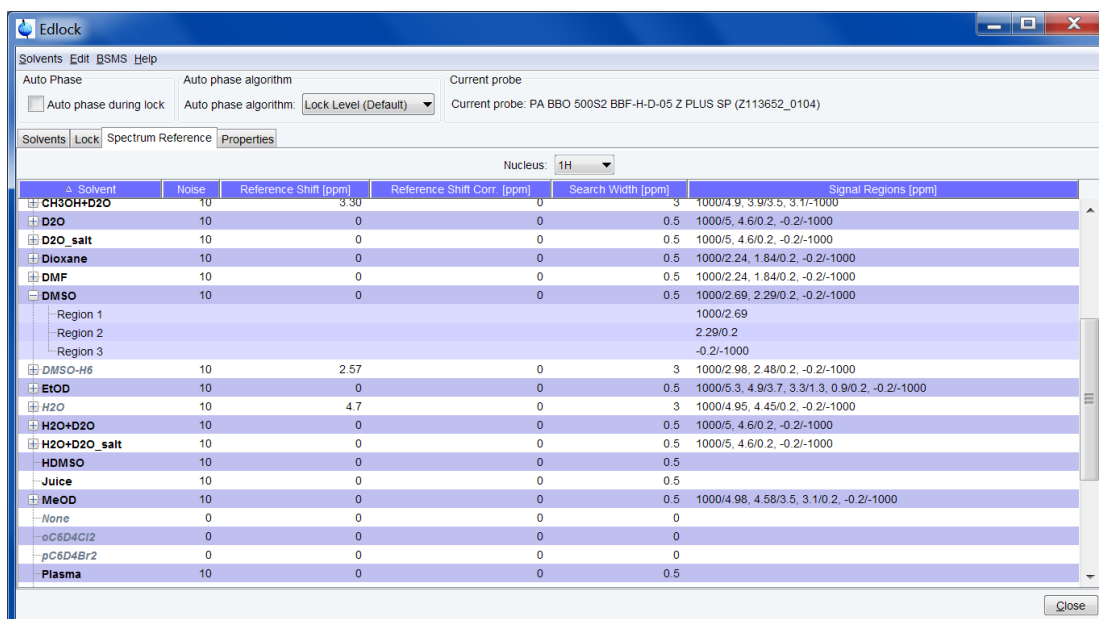 Edlock
Solvents Edit BSMS Help
Auto Phase Auto phase algorithm Current probe
Auto phase during lock Auto phase algorithm: Lock Level (Default) Current probe: PA BBO 500S2 BBF-H-D-05 Z PLUS SP (Z113652_0104)
Solvents Lock Spectrum Reference Properties
Nucleus: 1H
Solvent Noise Reference Shift [ppm] Reference Shift Corr. [ppm] Search Width [ppm] Signal Regions [ppm]
CH3OH+D2O 10 3.30 0 3 1000/4.9, 3.9/3.5, 3.1/-1000
D2O 10 0 0 0.5 1000/5, 4.6/0.2, -0.2/-1000
D2O_salt 10 0 0 0.5 1000/5, 4.6/0.2, -0.2/-1000
Dioxane 10 0 0 0.5 1000/2.24, 1.84/0.2, -0.2/-1000
DMF 10 0 0 0.5 1000/2.24, 1.84/0.2, -0.2/-1000
DMSO 10 0 0 0.5 1000/2.69, 2.29/0.2, -0.2/-1000
Region 1 1000/2.69
Region 2 2.29/0.2
Region 3 -0.2/-1000
DMSO-H6 10 2.57 0 3 1000/2.98, 2.48/0.2, -0.2/-1000
EtOD 10 0 0 0.5 1000/5.3, 4.9/3.7, 3.3/1.3, 0.9/0.2, -0.2/-1000
H2O 10 4.7 0 3 1000/4.95, 4.45/0.2, -0.2/-1000
H2O+D2O 10 0 0 0.5 1000/5, 4.6/0.2, -0.2/-1000
H2O+D2O_salt 10 0 0 0.5 1000/5, 4.6/0.2, -0.2/-1000
HDMSO 10 0 0 0.5
Juice 10 0 0 0.5
MeOD 10 0 0 0.5 1000/4.98, 4.58/3.5, 3.1/0.2, -0.2/-1000
None 0 0 0 0
oC6D4Cl2 0 0 0 0
pC6D4Br2 0 0 0 0
Plasma 10 0 0 0.5
Close